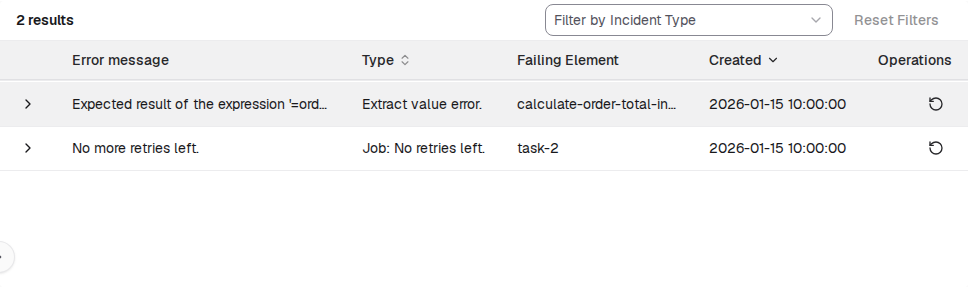 2 results Filter by Incident Type Reset Filters
Error message Type Failing Element Created Operations
Expected result of the expression '=ord... Extract value error. calculate-order-total-in... 2026-01-15 10:00:00
No more retries left. Job: No retries left. task-2 2026-01-15 10:00:00